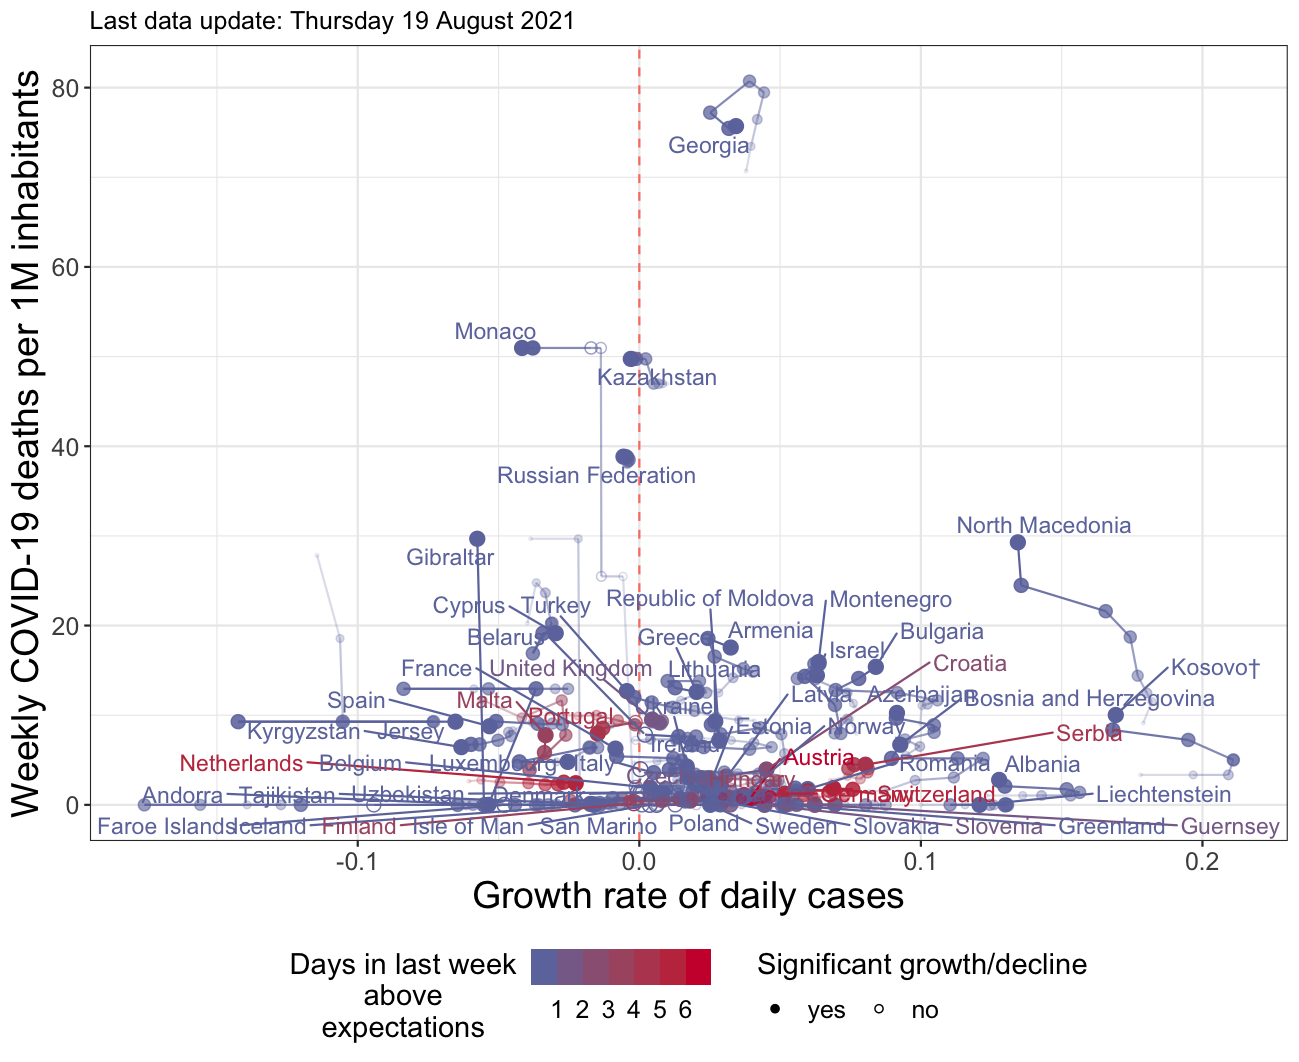 Last data update: Thursday 19 August 2021
Weekly COVID-19 deaths per 1M inhabitants
80
60
40
20
0
Georgia
Monaco
Kazakhstan
Russian Federation
North Macedonia
Gibraltar
Cyprus
Turkey
Republic of Moldova
Montenegro
Belarus
Greece
Armenia
Bulgaria
Israel
France
United Kingdom
Lithuania
Croatia
Kosovo†
Spain
Malta
Portugal
Ukraine
Latvia
Azerbaijan
Bosnia and Herzegovina
Kyrgyzstan
Jersey
Ireland
Estonia
Norway
Serbia
Netherlands
Belgium
Luxembourg
Italy
Austria
Romania
Albania
Hungary
Andorra
Tajikistan
Uzbekistan
Denmark
Germany
Switzerland
Liechtenstein
Faroe Islands
Iceland
Finland
Isle of Man
San Marino
Poland
Sweden
Slovakia
Slovenia
Greenland
Guernsey
-0.1
0.0
0.1
0.2
Growth rate of daily cases
Days in last week
above
expectations
1 2 3 4 5 6
Significant growth/decline
yes
no